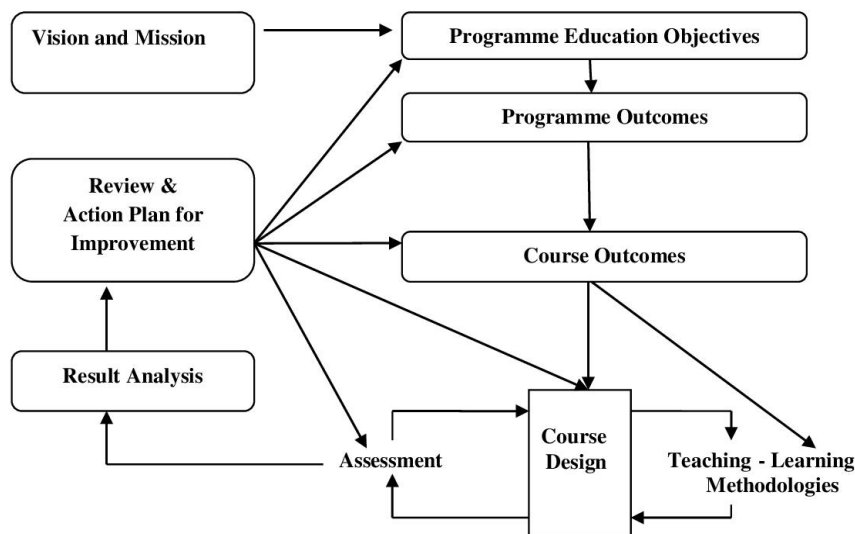 Vision and Mission
Programme Education Objectives
Programme Outcomes
Review &
Action Plan for
Improvement
Course Outcomes
Result Analysis
Assessment
Course
Design
Teaching - Learning
Methodologies